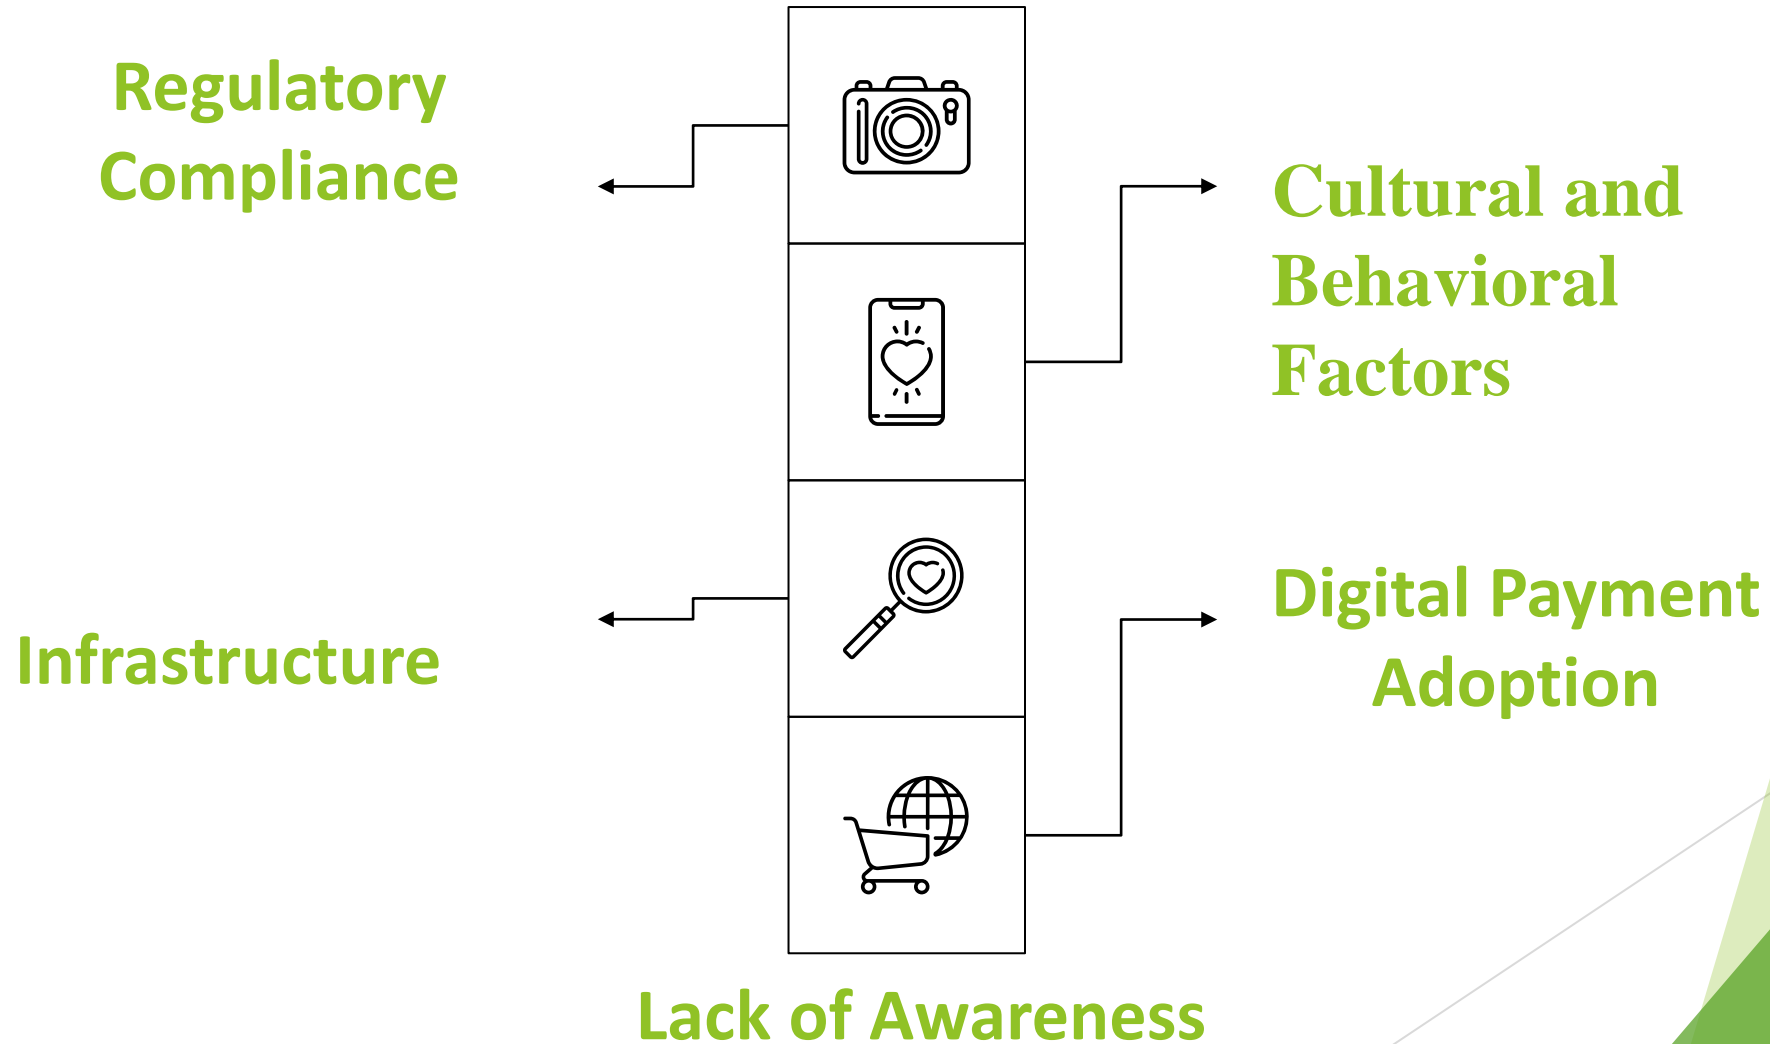 Regulatory
Compliance
Cultural and
Behavioral
Factors
Infrastructure
Digital Payment
Adoption
Lack of Awareness